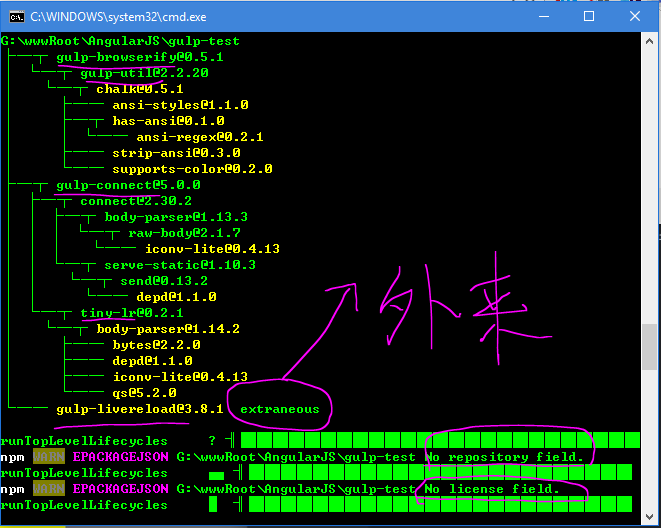 C:\WINDOWS\system32\cmd.exe
G:\wwwRoot\AngularJS\gulp-test
gulp-browserify@0.5.1
gulp-util@2.2.20
chalk@0.5.1
ansi-styles@1.1.0
has-ansi@0.1.0
ansi-regex@0.2.1
strip-ansi@0.3.0
supports-color@0.2.0
gulp-connect@5.0.0
connect@2.30.2
body-parser@1.13.3
raw-body@2.1.7
iconv-lite@0.4.13
serve-static@1.10.3
send@0.13.2
depd@1.1.0
tiny-lr@0.2.1
body-parser@1.14.2
bytes@2.2.0
depd@1.1.0
iconv-lite@0.4.13
qs@5.2.0
gulp-livereload@3.8.1 extraneous
外来
runTopLevelLifecycles ?
npm WARN EPACKAGEJSON G:\wwwRoot\AngularJS\gulp-test No repository field.
runTopLevelLifecycles
npm WARN EPACKAGEJSON G:\wwwRoot\AngularJS\gulp-test No license field.
runTopLevelLifecycles